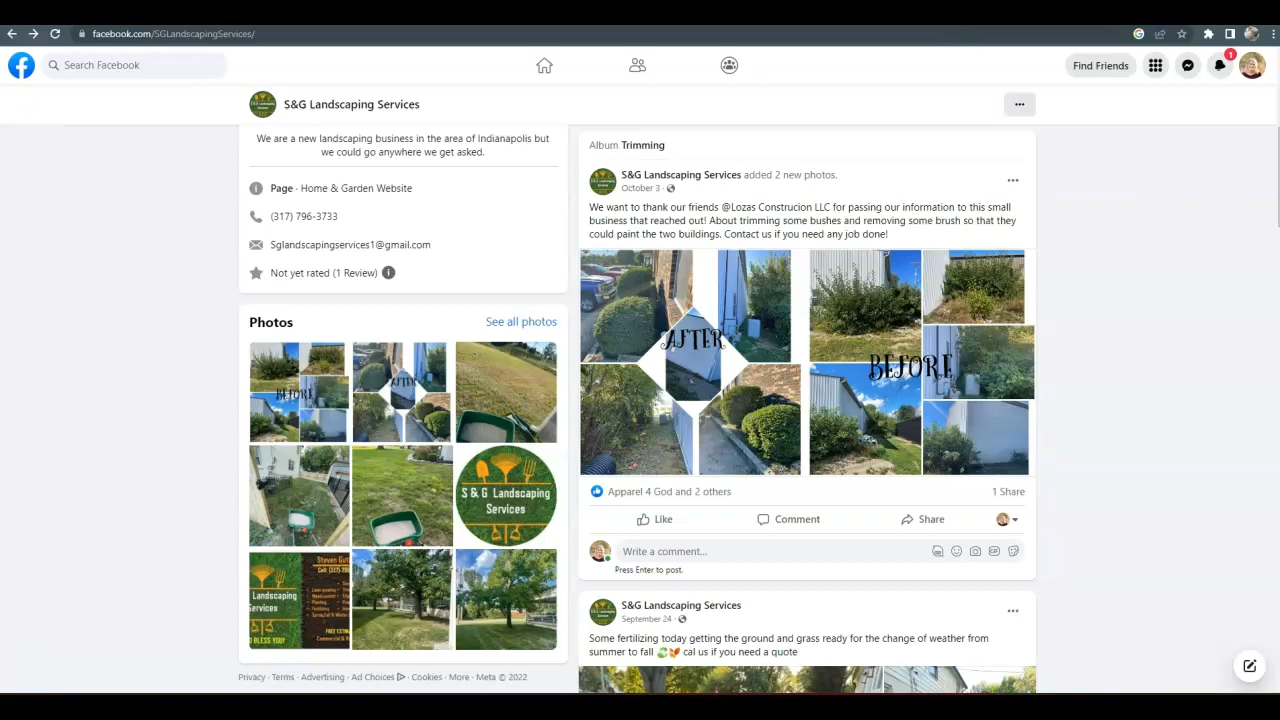 facebook.com/SGLandscapingServices/
Search Facebook
Find Friends
1
S&G Landscaping Services
We are a new landscaping business in the area of Indianapolis but
we could go anywhere we get asked.
Page · Home & Garden Website
(317) 796-3733
Sglandscapingservices1@gmail.com
Not yet rated (1 Review)
Photos
See all photos
BEFORE
AFTER
S & G Landscaping
Services
Landscaping
Services
FREE
Privacy · Terms · Advertising · Ad Choices · Cookies · More · Meta © 2022
Album Trimming
S&G Landscaping Services added 2 new photos.
October 3 ·
We want to thank our friends @Lozas Construcion LLC for passing our information to this small
business that reached out! About trimming some bushes and removing some brush so that they
could paint the two buildings. Contact us if you need any job done!
AFTER
BEFORE
Apparel 4 God and 2 others
1 Share
Like
Comment
Share
Write a comment...
Press Enter to post.
S&G Landscaping Services
September 24 ·
Some fertilizing today getting the ground and grass ready for the change of weather from
summer to fall cal us if you need a quote